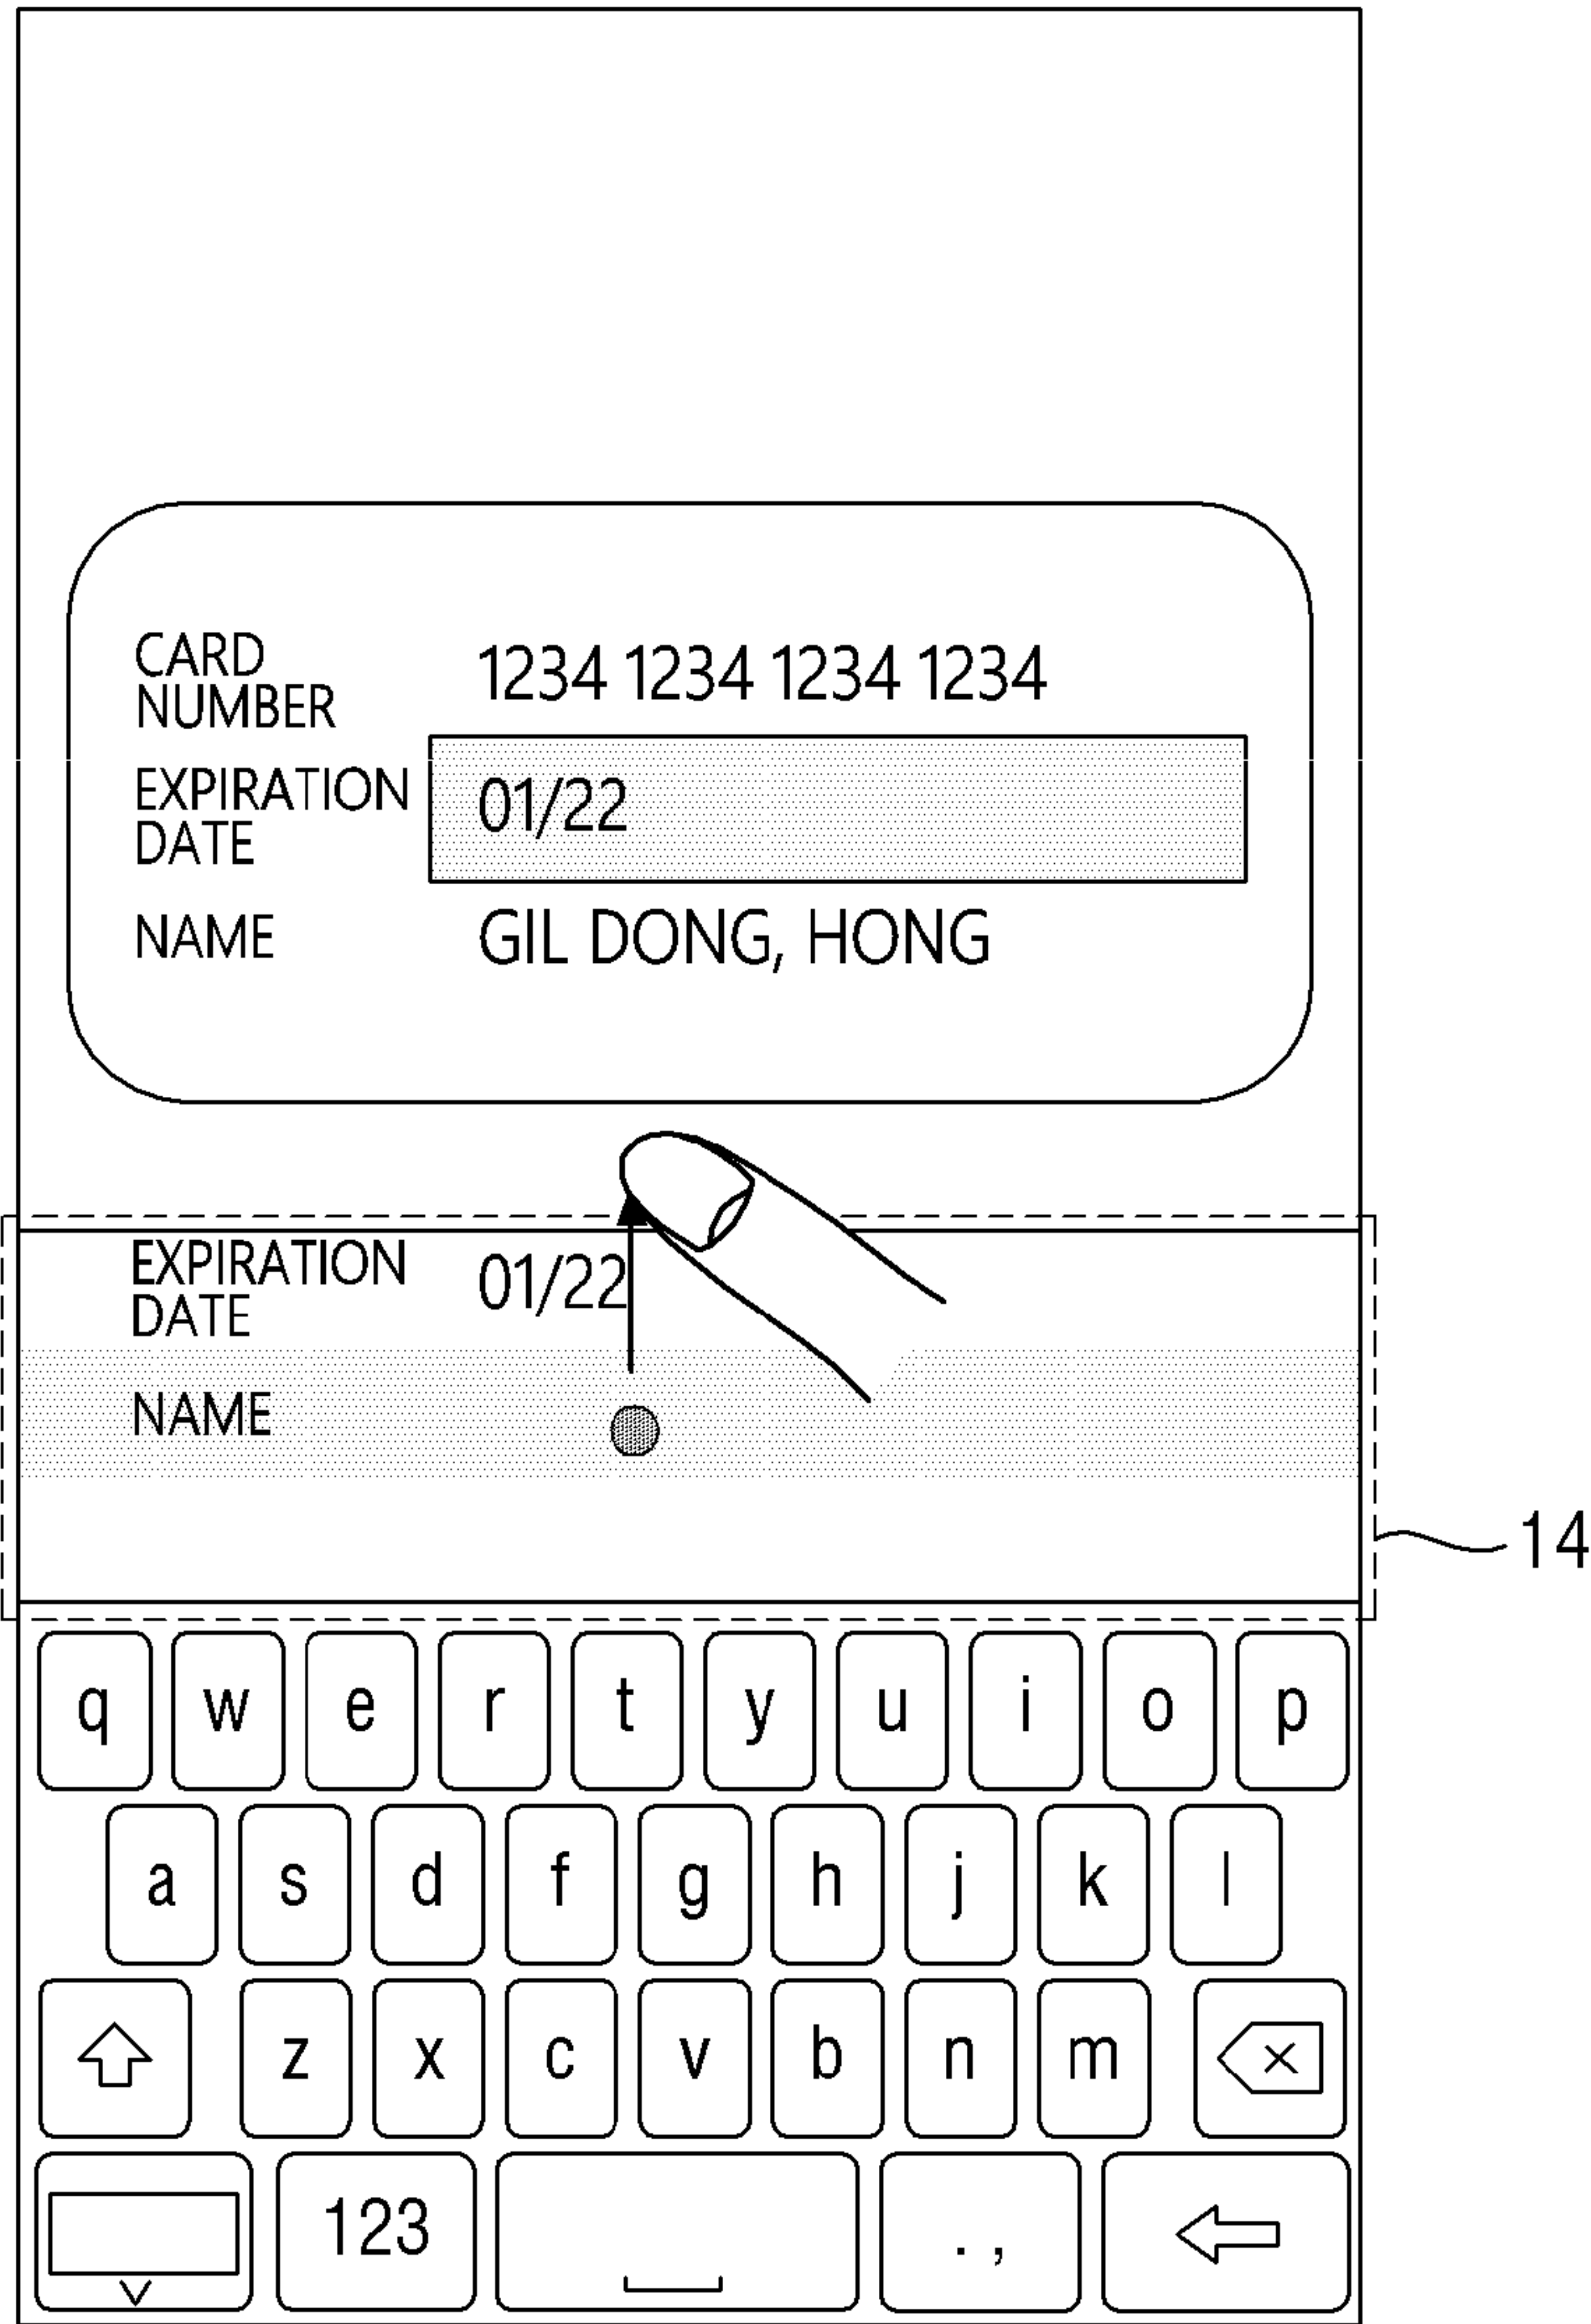 CARD
NUMBER
1234 1234 1234 1234
EXPIRATION
DATE
01/22
NAME
GIL DONG, HONG
EXPIRATION
DATE
01/22
NAME
14
q w e r t y u i o p
a s d f g h j k l
z x c v b n m
123 . ,